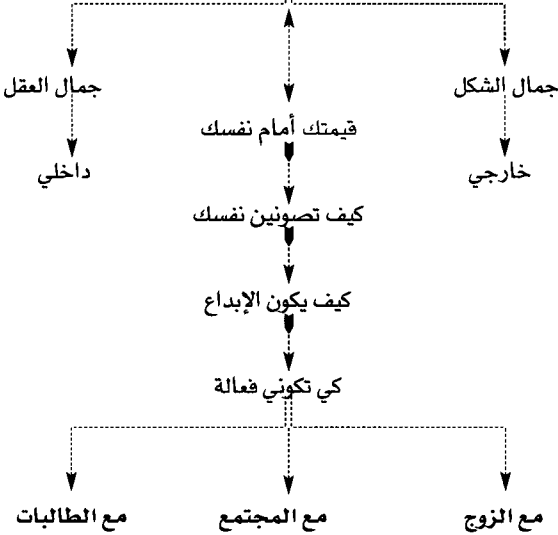 جمال الشكل
جمال العقل
قيمتك أمام نفسك
خارجي
داخلي
كيف تصونين نفسك
كيف يكون الإبداع
كي تكوني فعالة
مع الزوج
مع المجتمع
مع الطالبات